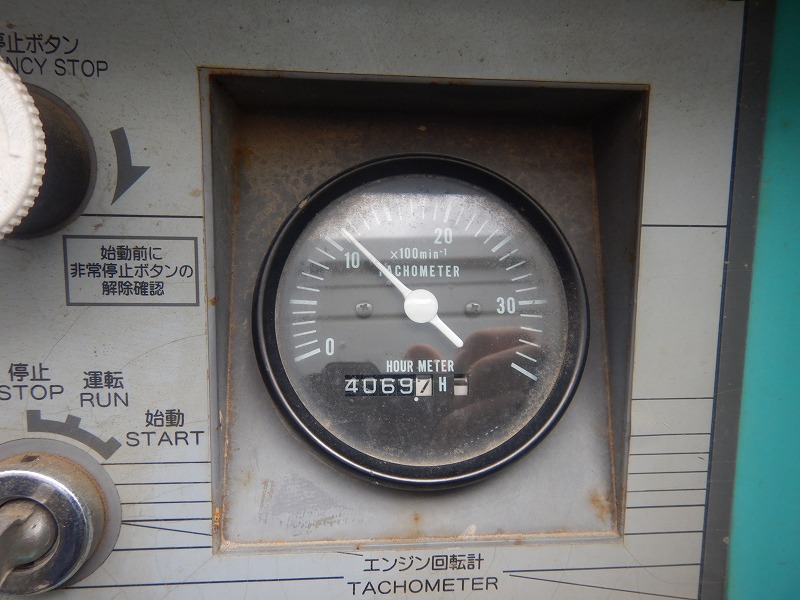 停止ボタン
NCY STOP
始動前に
非常停止ボタンの
解除確認
停止
STOP
運転
RUN
始動
START
0
10
20
30
×100min⁻¹
TACHOMETER
HOUR METER
40697 H
エンジン回転計
TACHOMETER